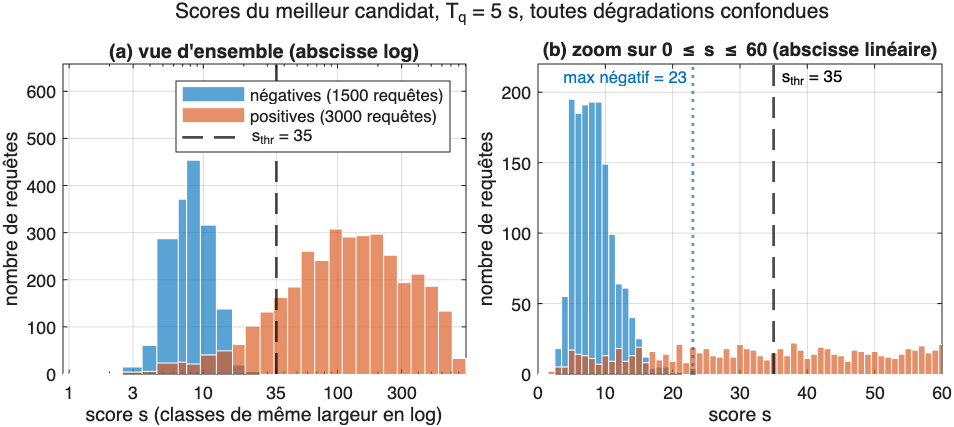 Scores du meilleur candidat, Tq = 5 s, toutes dégradations confondues
(a) vue d'ensemble (abscisse log)
négatives (1500 requêtes)
positives (3000 requêtes)
sthr = 35
nombre de requêtes
600
500
400
300
200
100
0
1
3
10
35
100
300
score s (classes de même largeur en log)
(b) zoom sur 0 ≤ s ≤ 60 (abscisse linéaire)
max négatif = 23
sthr = 35
nombre de requêtes
200
150
100
50
0
0
10
20
30
40
50
60
score s